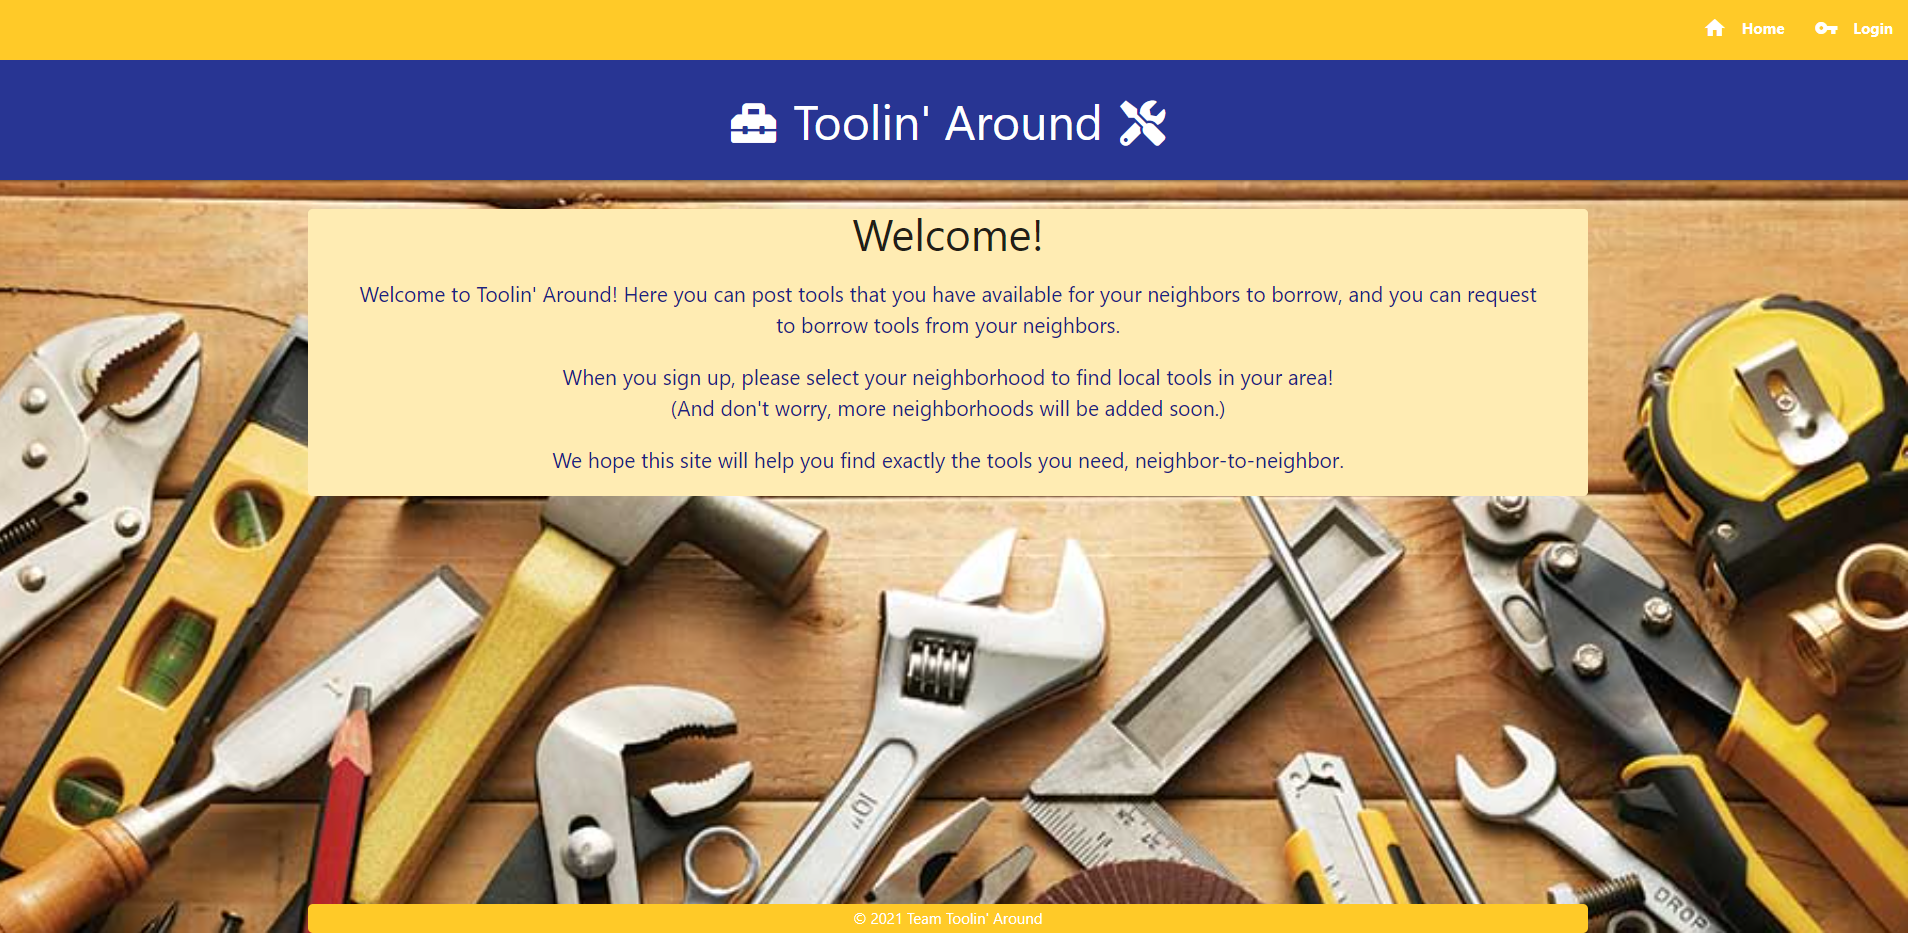 Home Login
Toolin' Around
Welcome!
Welcome to Toolin' Around! Here you can post tools that you have available for your neighbors to borrow, and you can request
to borrow tools from your neighbors.
When you sign up, please select your neighborhood to find local tools in your area!
(And don't worry, more neighborhoods will be added soon.)
We hope this site will help you find exactly the tools you need, neighbor-to-neighbor.
10"
DROP
© 2021 Team Toolin' Around